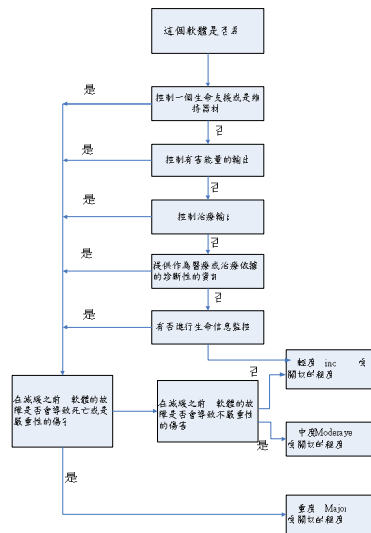 這個軟體是否
是
控制一個生命支援或是維
持器材
否
是
控制有害能量的輸出
否
是
控制治療輸
否
是
提供作為醫療或治療依據
的診斷性的資
否
是
有否進行生命信息監控
輕度 inc
關切的程度
否
在減緩之前 軟體的故
障是否會導致死亡或是
嚴重性的傷
在減緩之前 軟體的故
障是否會導致不嚴重性
的傷害
是
中度Moderaye
關切的程度
是
重度 Major
關切的程度